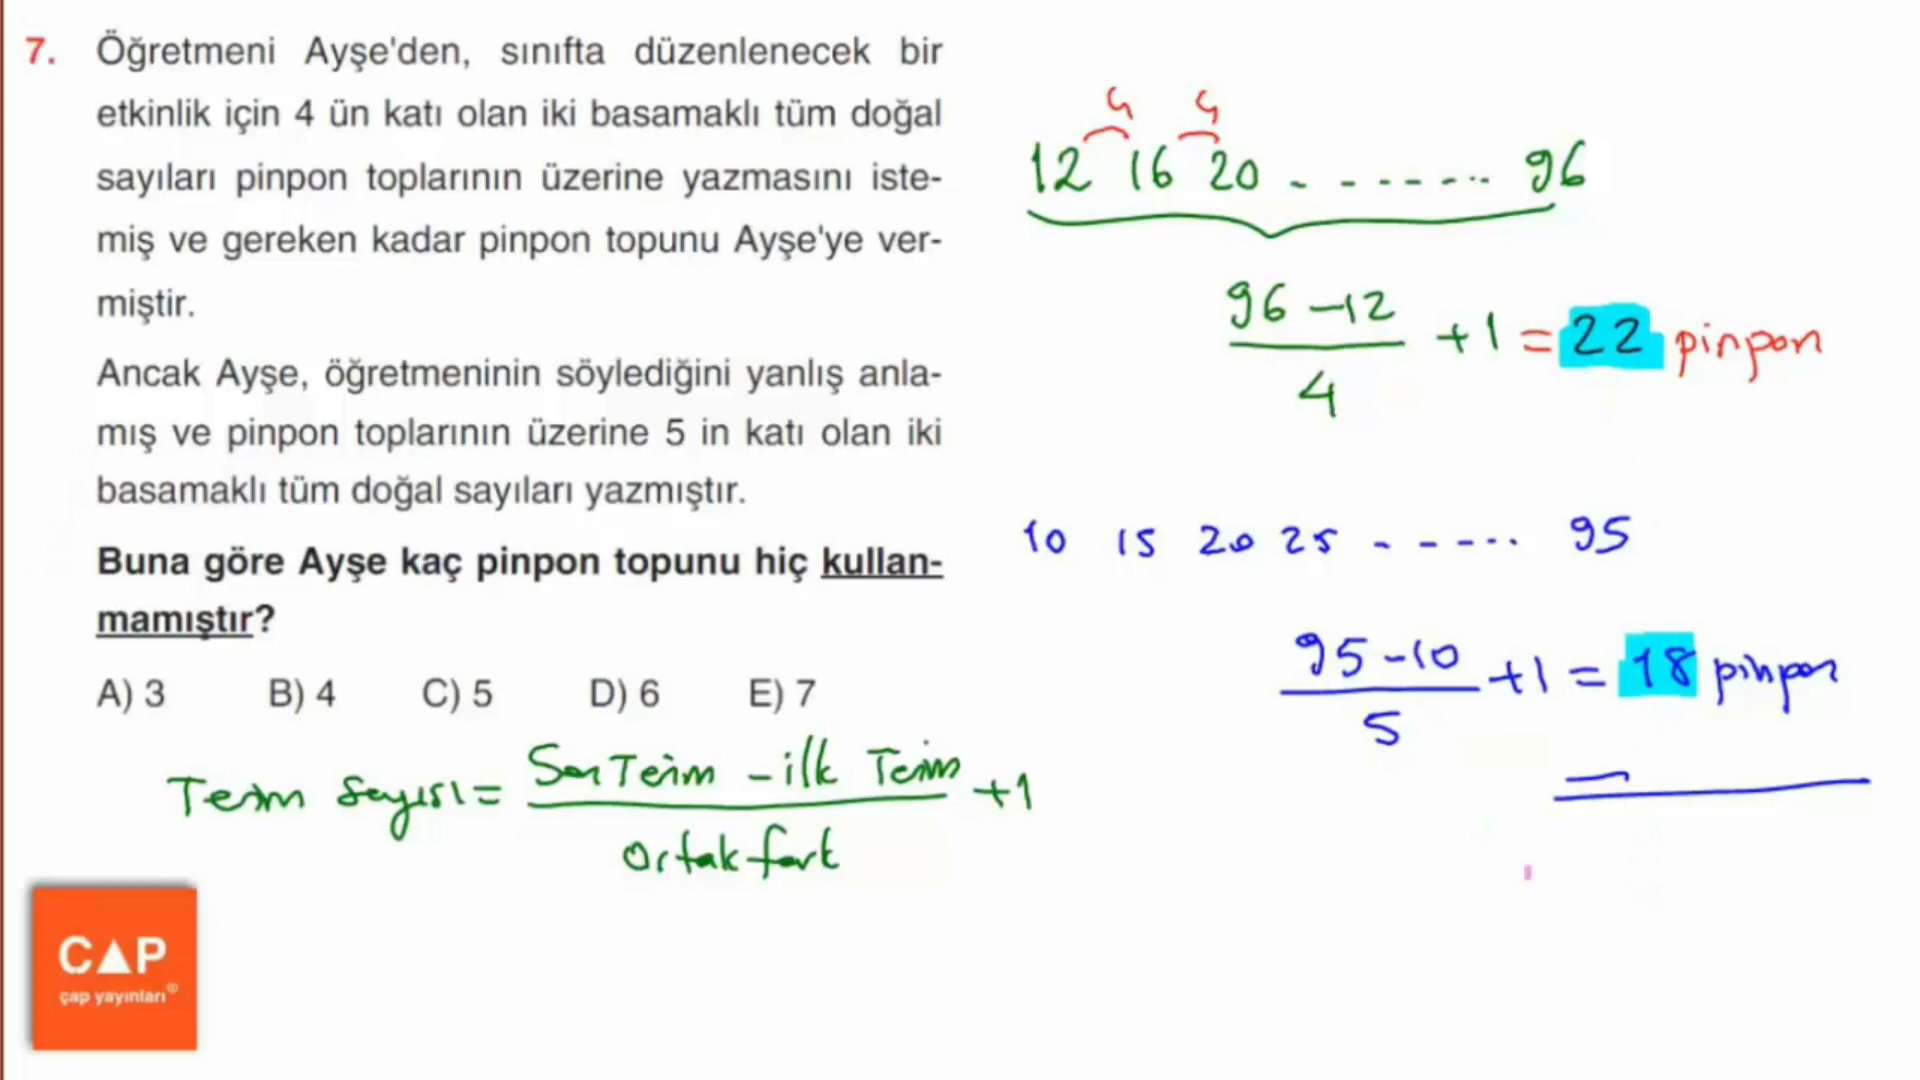 7. Öğretmeni Ayşe'den, sınıfta düzenlenecek bir
etkinlik için 4 ün katı olan iki basamaklı tüm doğal
sayıları pinpon toplarının üzerine yazmasını iste-
miş ve gereken kadar pinpon topunu Ayşe'ye ver-
miştir.
Ancak Ayşe, öğretmeninin söylediğini yanlış anla-
mış ve pinpon toplarının üzerine 5 in katı olan iki
basamaklı tüm doğal sayıları yazmıştır.
Buna göre Ayşe kaç pinpon topunu hiç kullan-
mamıştır?
A) 3 B) 4 C) 5 D) 6 E) 7
Terim Sayısı = Son Terim - ilk Terim +1
Ortak fark
4 4
12 16 20 - - - - - - .. 96
96 - 12
4
+ 1 = 22 pinpon
10 15 20 25 - - - - .. 95
95 - 10
5
+1 = 18 pinpon
CAP
çap yayınları®